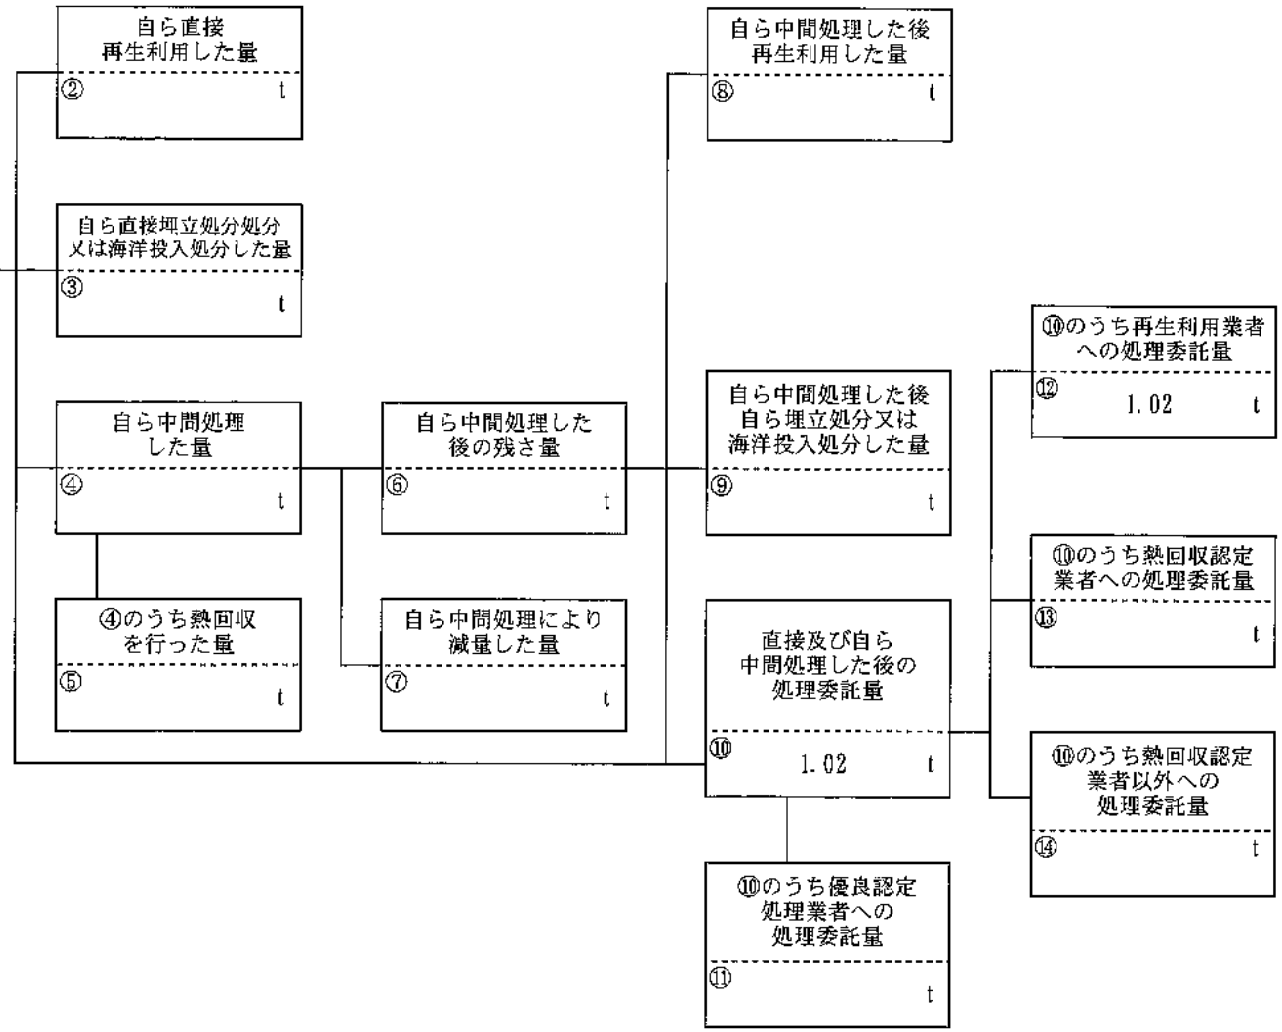 自ら直接
再生利用した量
② t
自ら直接埋立処分処分
又は海洋投入処分した量
③ t
自ら中間処理
した量
④ t
④のうち熱回収
を行った量
⑤ t
自ら中間処理した
後の残さ量
⑥ t
自ら中間処理により
減量した量
⑦ t
自ら中間処理した後
再生利用した量
⑧ t
自ら中間処理した後
自ら埋立処分又は
海洋投入処分した量
⑨ t
直接及び自ら
中間処理した後の
処理委託量
⑩ 1.02 t
⑩のうち優良認定
処理業者への
処理委託量
⑪ t
⑩のうち再生利用業者
への処理委託量
⑫ 1.02 t
⑩のうち熱回収認定
業者への処理委託量
⑬ t
⑩のうち熱回収認定
業者以外への
処理委託量
⑭ t